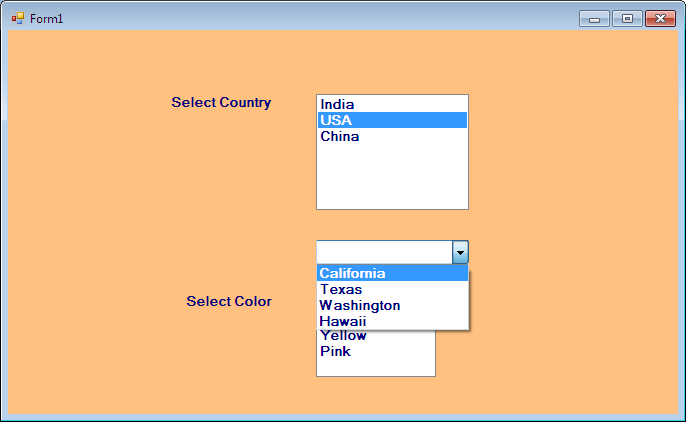 Form1
Select Country
India
USA
China
California
Texas
Washington
Hawaii
Select Color
Yellow
Pink